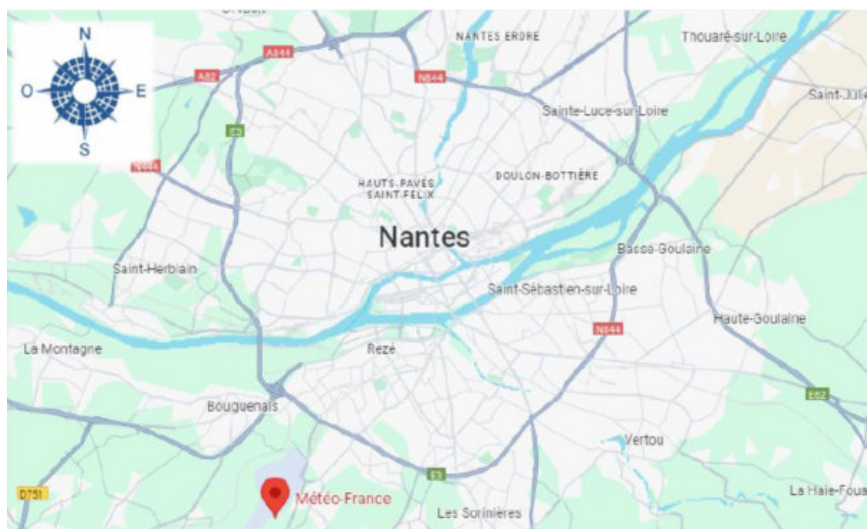 N
O
E
S
A844
A82
E3
NANTES ERDRE
N844
Thouaré-sur-Loire
Sainte-Luce-sur-Loire
HAUTS-PAVÉS
SAINT-FÉLIX
DOULON-BOTTIÈRE
Nantes
Saint-Herblain
Basse-Goulaine
Saint-Sébastien-sur-Loire
Haute-Goulaine
N844
La Montagne
Rezé
Bouguenais
E62
Vertou
D751
E3
Météo-France
Les Sorinières